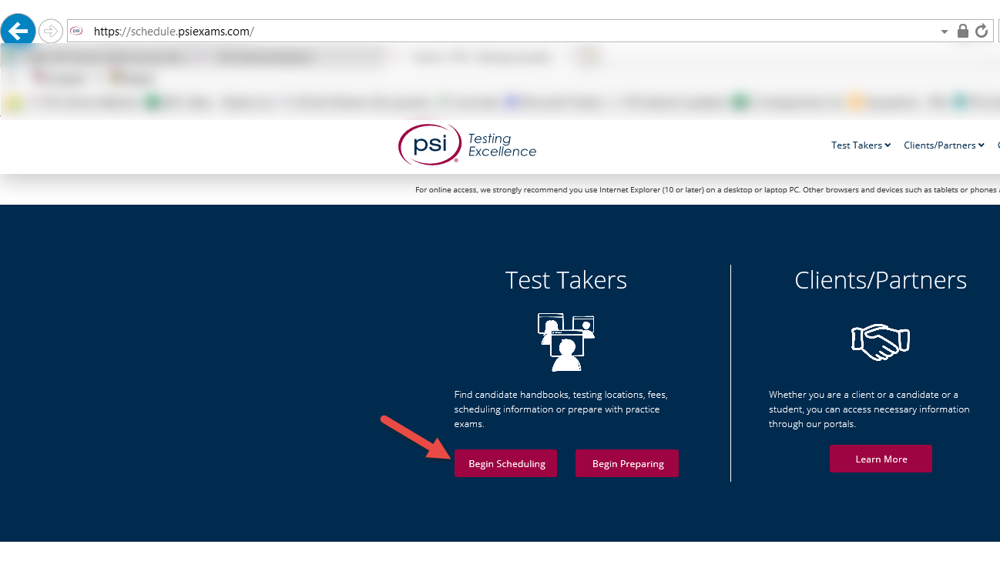 https://schedule.psiexams.com/
psi Testing
Excellence
Test Takers Clients/Partners
For online access, we strongly recommend you use Internet Explorer (10 or later) on a desktop or laptop PC. Other browsers and devices such as tablets or phones
Test Takers
Find candidate handbooks, testing locations, fees,
scheduling information or prepare with practice
exams.
Begin Scheduling Begin Preparing
Clients/Partners
Whether you are a client or a candidate or a
student, you can access necessary information
through our portals.
Learn More